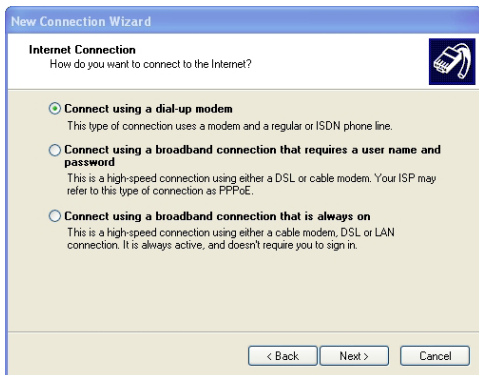 New Connection Wizard
Internet Connection
How do you want to connect to the Internet?
Connect using a dial-up modem
This type of connection uses a modem and a regular or ISDN phone line.
Connect using a broadband connection that requires a user name and
password
This is a high-speed connection using either a DSL or cable modem. Your ISP may
refer to this type of connection as PPPoE.
Connect using a broadband connection that is always on
This is a high-speed connection using either a cable modem, DSL or LAN
connection. It is always active, and doesn't require you to sign in.
< Back Next > Cancel